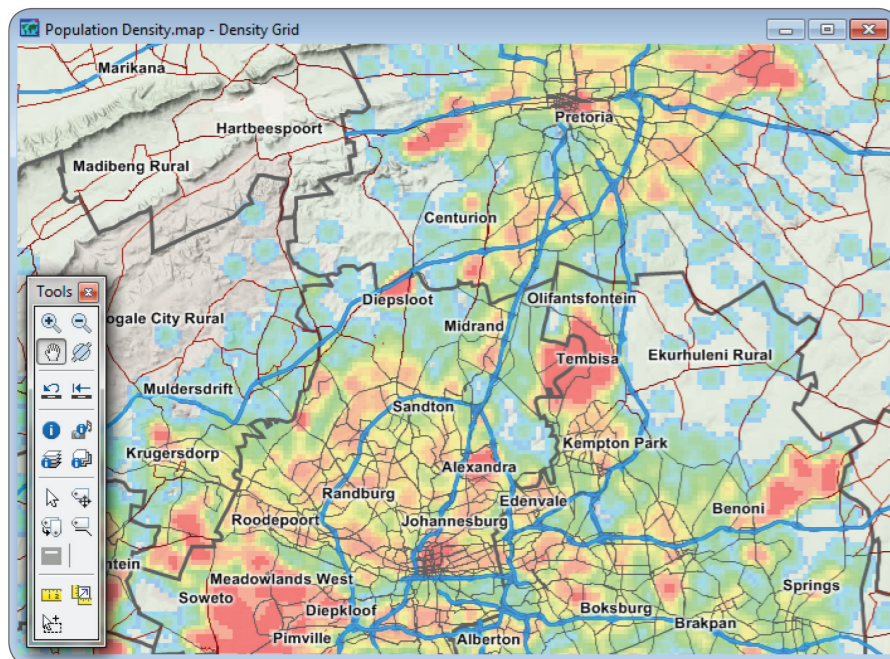 Population Density.map - Density Grid
Marikana
Hartbeespoort
Pretoria
Madibeng Rural
Centurion
Tools
Diepsloot
Olifantsfontein
ogale City Rural
Midrand
Tembisa
Ekurhuleni Rural
Muldersdrift
Sandton
Krugersdorp
Kempton Park
Alexandra
Randburg
Edenvale
Benoni
Roodepoort
Johannesburg
ntein
Meadowlands West
Springs
Soweto
Diepkloof
Boksburg
Brakpan
Pimville
Alberton